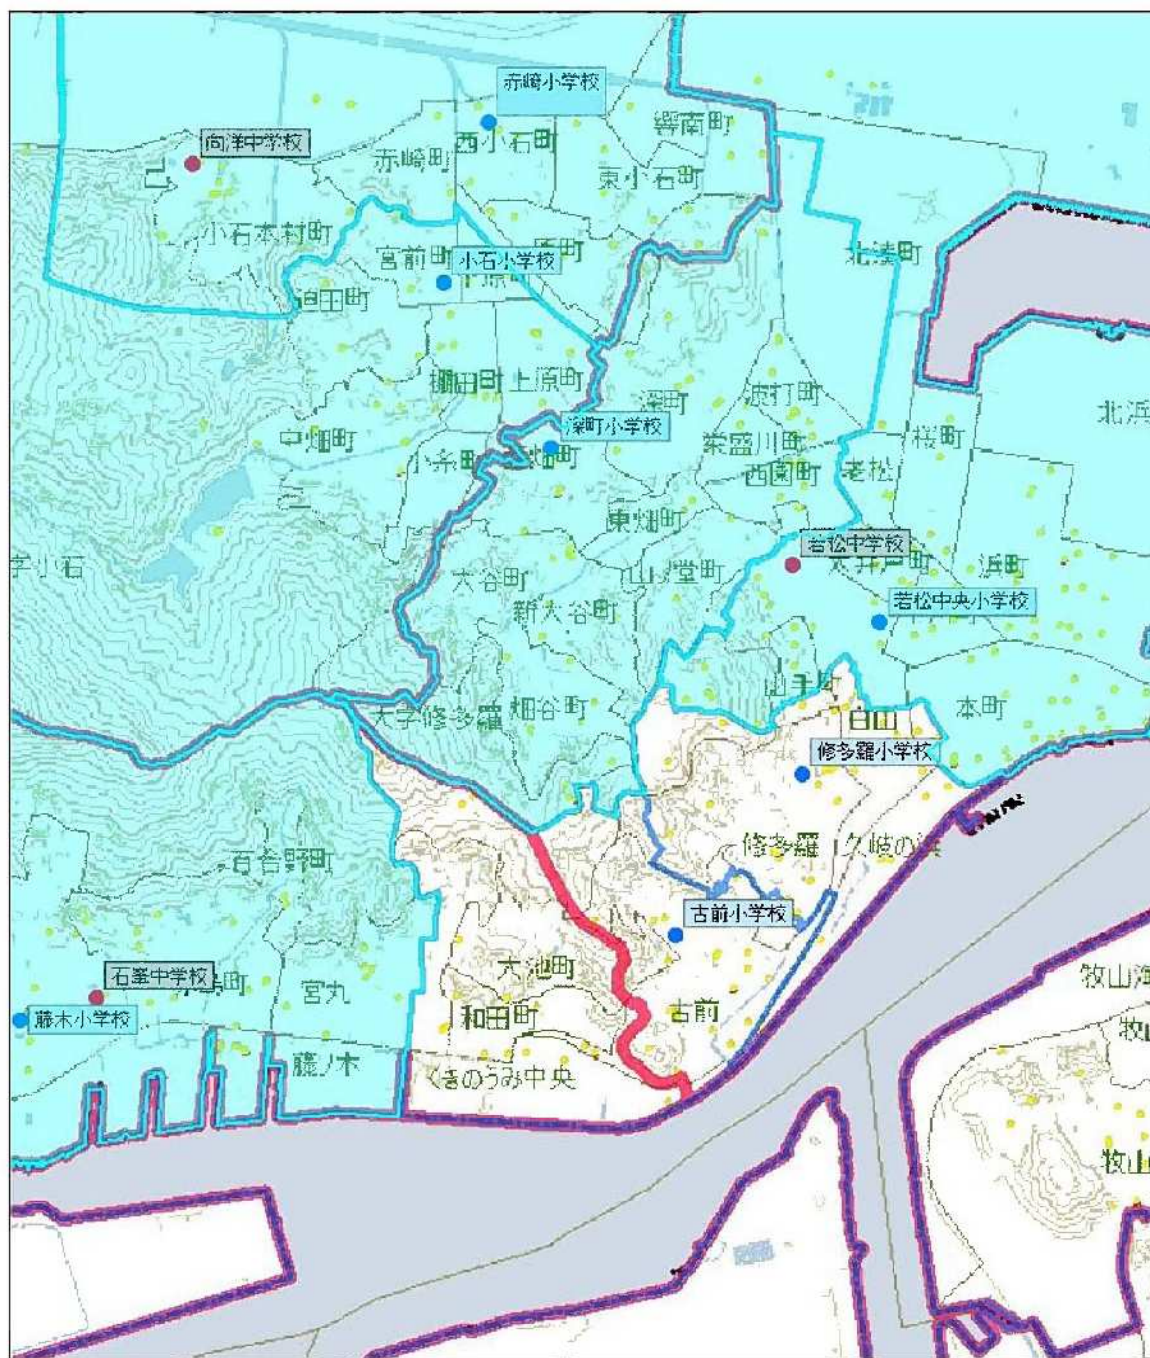 赤崎小学校
響南町
向洋中学校
赤崎町
西小石町
東小石町
小石本村町
宮前町
小石小学校
原町
北湊町
迫田町
棚田町
上原町
深町
波打町
北浜
深町小学校
中畑町
小糸町
栄盛川町
桜町
西園町
老松
東畑町
若松中学校
字小石
大谷町
山ノ堂町
大井戸町
浜町
新大谷町
若松中央小学校
山手町
大字修多羅
畑谷町
白山
本町
修多羅小学校
百合野町
修多羅
久岐の浜
古前小学校
石峯中学校
大池町
牧山海
宮丸
藤木小学校
和田町
古前
藤ノ木
くきのうみ中央